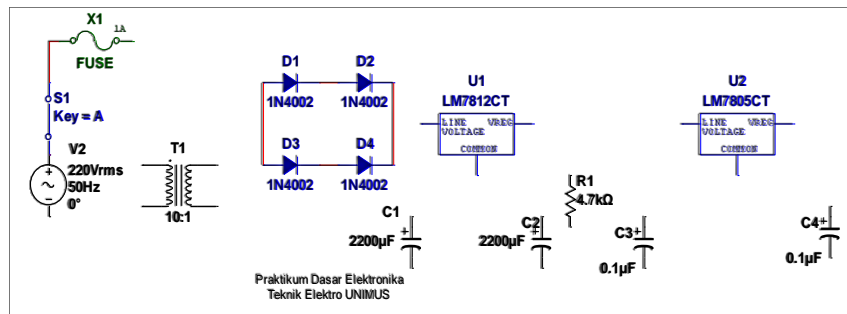 X1
1A
FUSE
S1
Key = A
V2
220Vrms
50Hz
0°
T1
10:1
D1
1N4002
D2
1N4002
D3
1N4002
D4
1N4002
U1
LM7812CT
LINE VREG
VOLTAGE
COMMON
U2
LM7805CT
LINE VREG
VOLTAGE
COMMON
R1
4.7kΩ
C1
2200µF
C2
2200µF
C3
0.1µF
C4
0.1µF
Praktikum Dasar Elektronika
Teknik Elektro UNIMUS